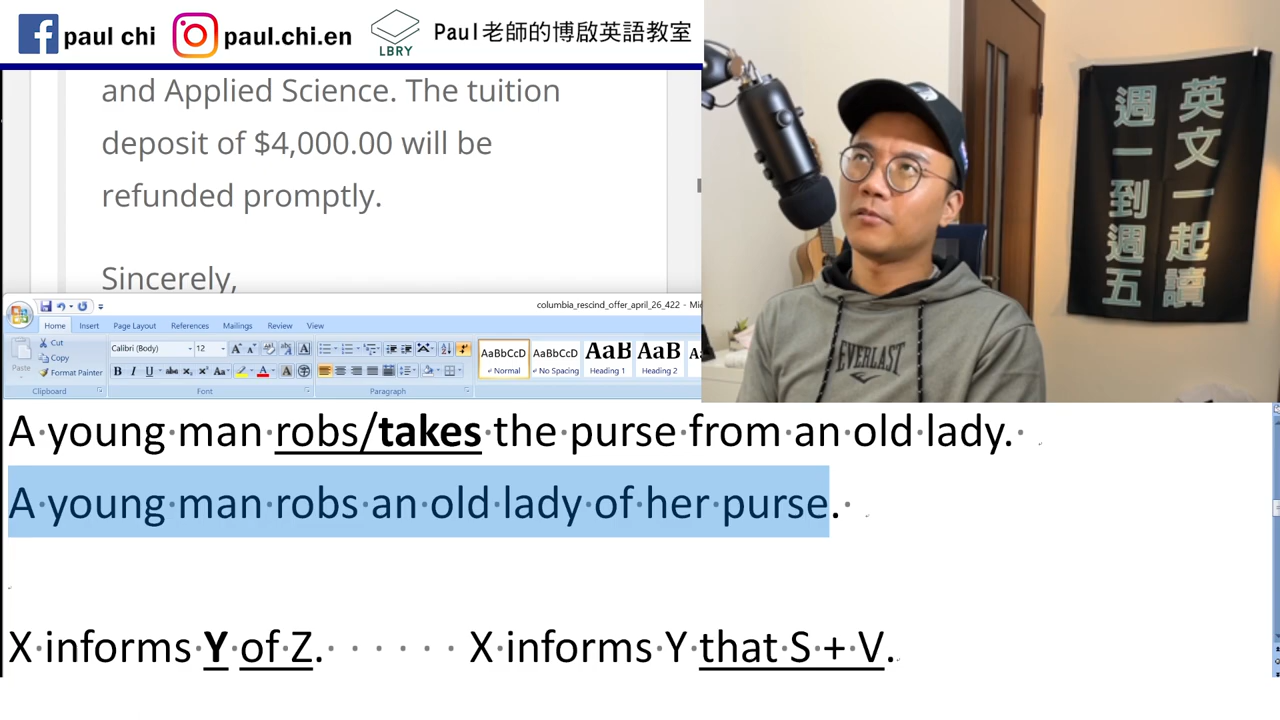 paul chi
paul.chi.en
LBRY
Paul老師的博啟英語教室
and Applied Science. The tuition
deposit of $4,000.00 will be
refunded promptly.
Sincerely,
英文一起讀
週一到週五
EVERLAST
columbia_rescind_offer_april_26_422 - Mi
Home Insert Page Layout References Mailings Review View
Paste
Cut
Copy
Format Painter
Calibri (Body) 12
AaBbCcD AaBbCcD AaB AaB
Normal No Spacing Heading 1 Heading 2
Clipboard Font Paragraph
A young man robs/takes the purse from an old lady.
A young man robs an old lady of her purse.
X informs Y of Z. X informs Y that S + V.